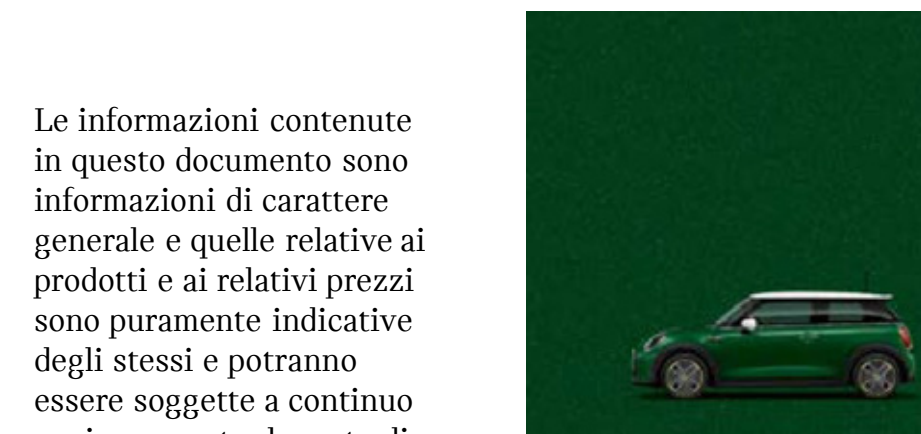 Le informazioni contenute
in questo documento sono
informazioni di carattere
generale e quelle relative ai
prodotti e ai relativi prezzi
sono puramente indicative
degli stessi e potranno
essere soggette a continuo